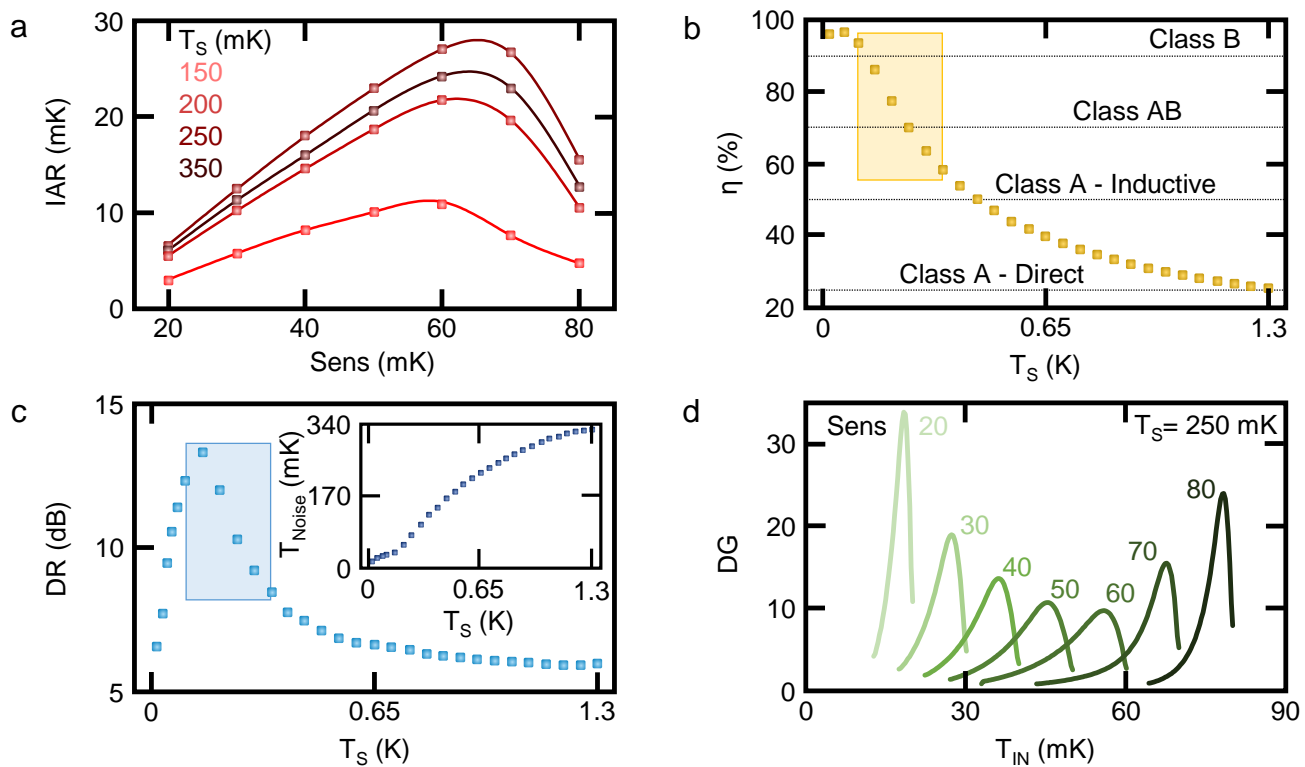 a
30
20
10
0
IAR (mK)
T_S (mK)
150
200
250
350
20
40
60
80
Sens (mK)
b
100
80
60
40
20
η (%)
Class B
Class AB
Class A - Inductive
Class A - Direct
0
0.65
1.3
T_S (K)
c
15
10
5
DR (dB)
0
0.65
1.3
T_S (K)
340
170
0
T_Noise (mK)
0
0.65
1.3
T_S (K)
d
30
20
10
0
DG
Sens
T_S= 250 mK
20
30
40
50
60
70
80
30
60
90
T_IN (mK)